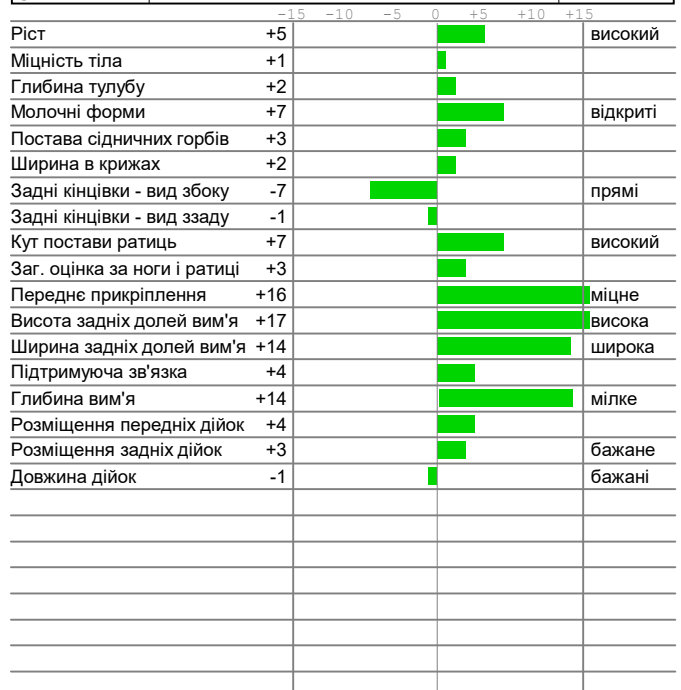 -15 -10 -5 0 +5 +10 +15
Ріст +5 високий
Міцність тіла +1
Глибина тулубу +2
Молочні форми +7 відкриті
Постава сідничних горбів +3
Ширина в крижах +2
Задні кінцівки - вид збоку -7 прямі
Задні кінцівки - вид ззаду -1
Кут постави ратиць +7 високий
Заг. оцінка за ноги і ратиці +3
Переднє прикріплення +16 міцне
Висота задніх долей вим'я +17 висока
Ширина задніх долей вим'я +14 широка
Підтримуюча зв'язка +4
Глибина вим'я +14 мілке
Розміщення передніх дійок +4
Розміщення задніх дійок +3 бажане
Довжина дійок -1 бажані